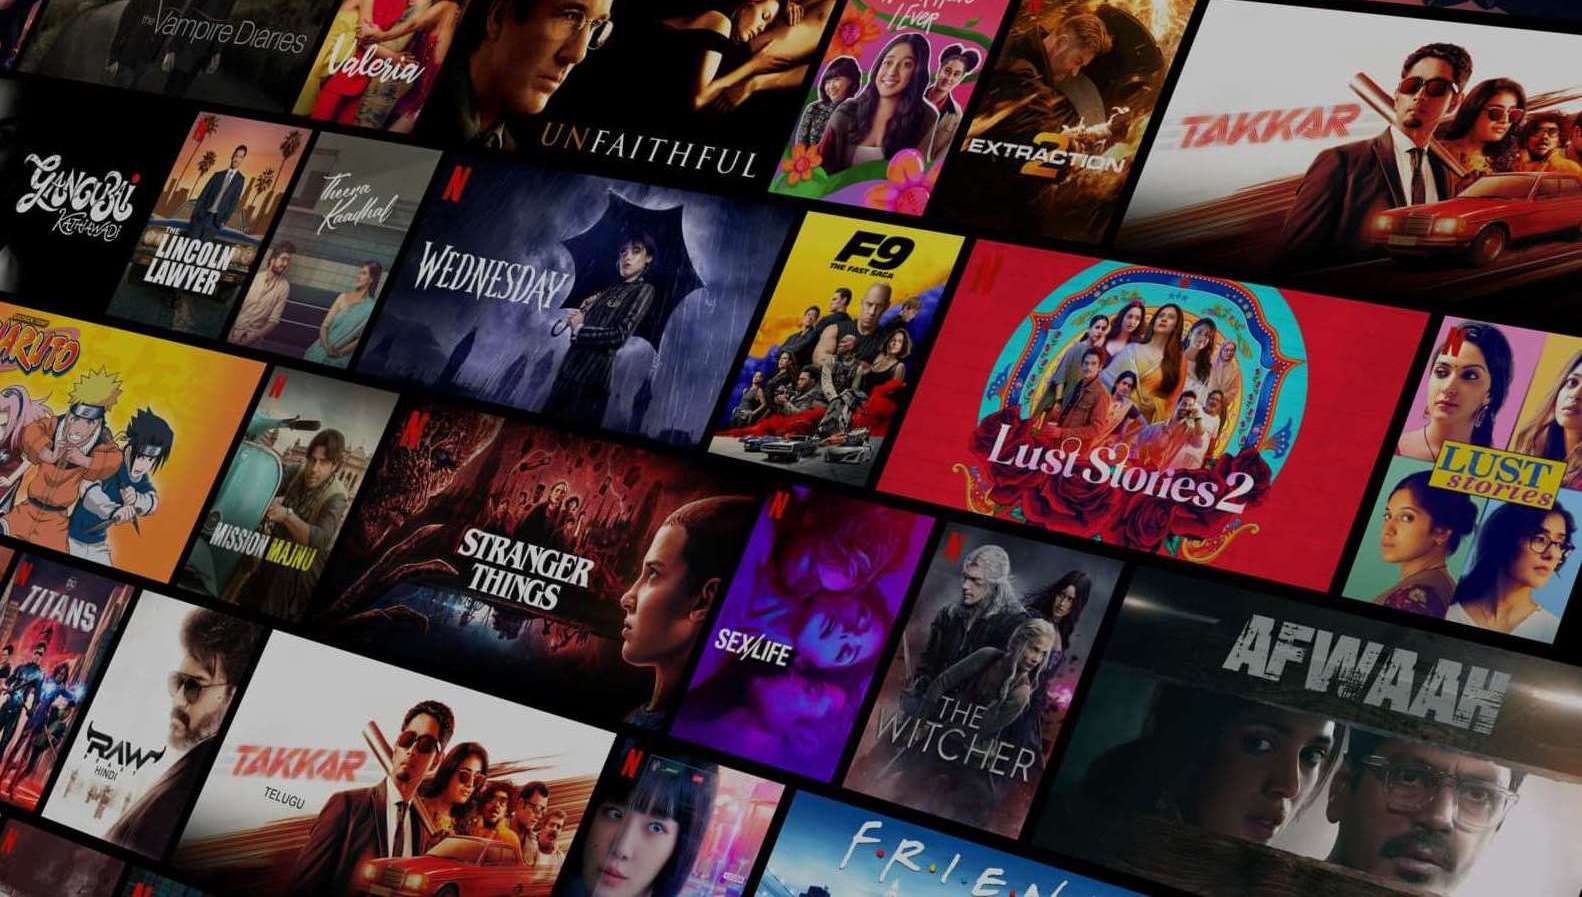 the Vampire Diaries
Valeria
UNFAITHFUL
I Ever
EXTRACTION
2
TAKKAR
GANGUBAI
KATHIAWADI
THE
LINCOLN
LAWYER
Theera
Kaadhal
WEDNESDAY
F9
THE FAST SAGA
Lust Stories 2
LUST
stories
NARUTO
MISSION MAJNU
STRANGER
THINGS
SEX/LIFE
THE
WITCHER
AFWAAH
DC
TITANS
RAW
HINDI
TAKKAR
TELUGU
F.R.I.E.N